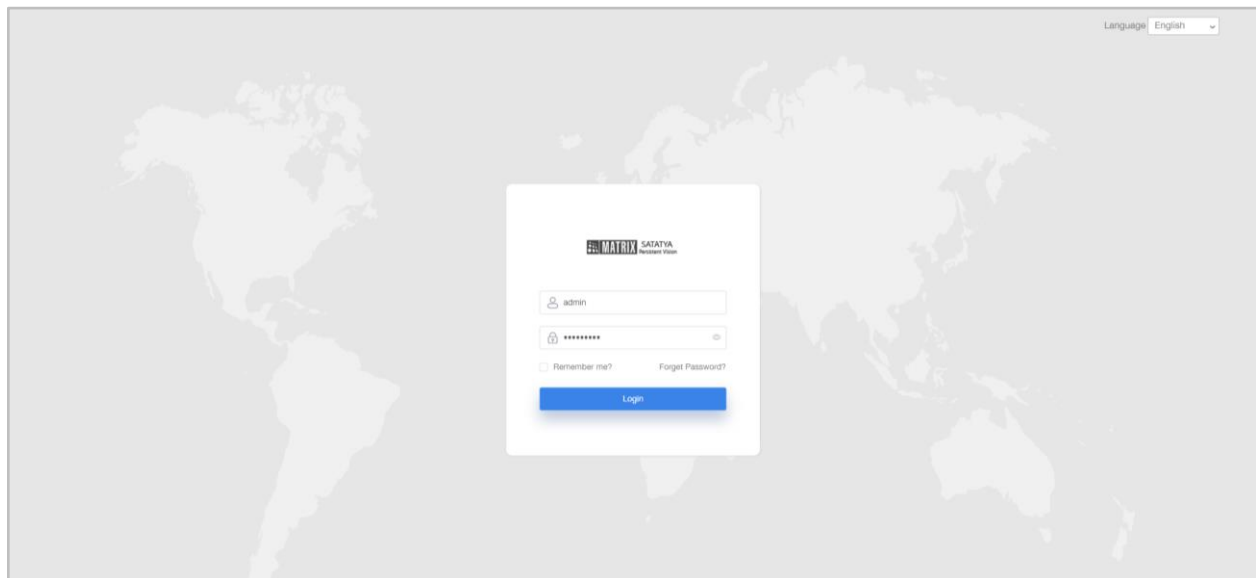 Language English
MATRIX SATATYA
Persistent Vision
admin
•••••••••
Remember me? Forget Password?
Login